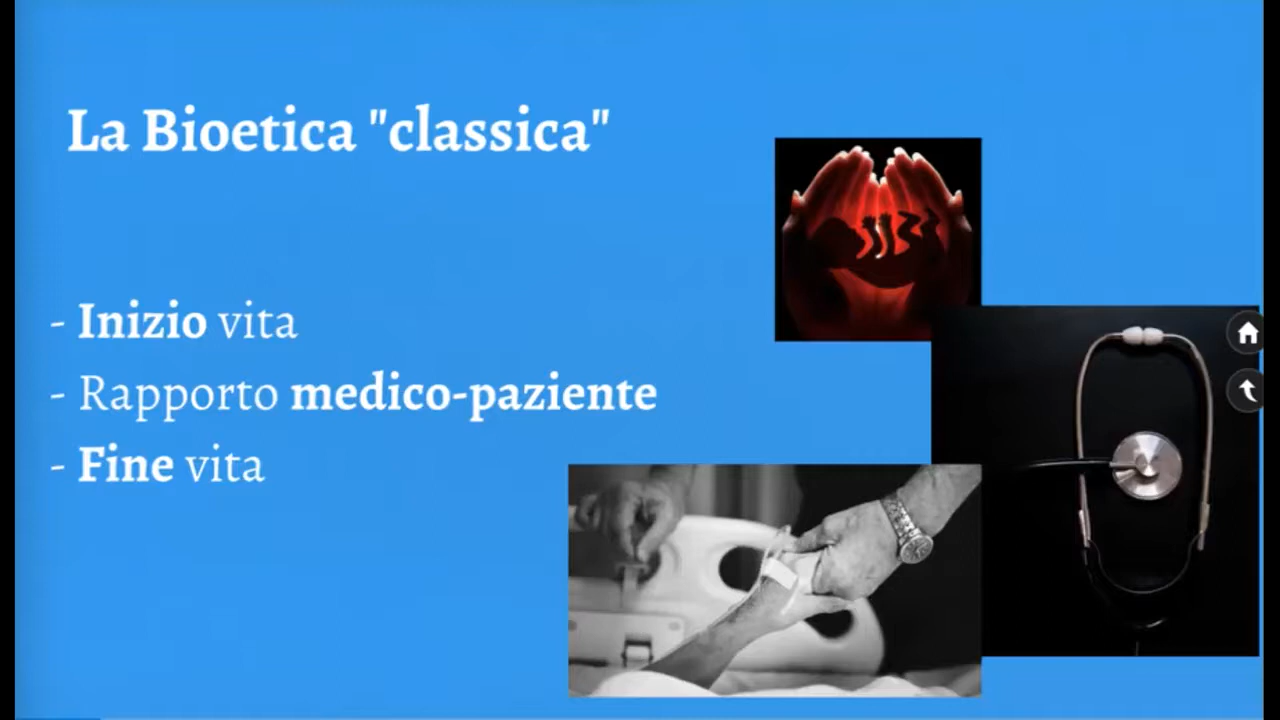 La Bioetica "classica"
- Inizio vita
- Rapporto medico-paziente
- Fine vita